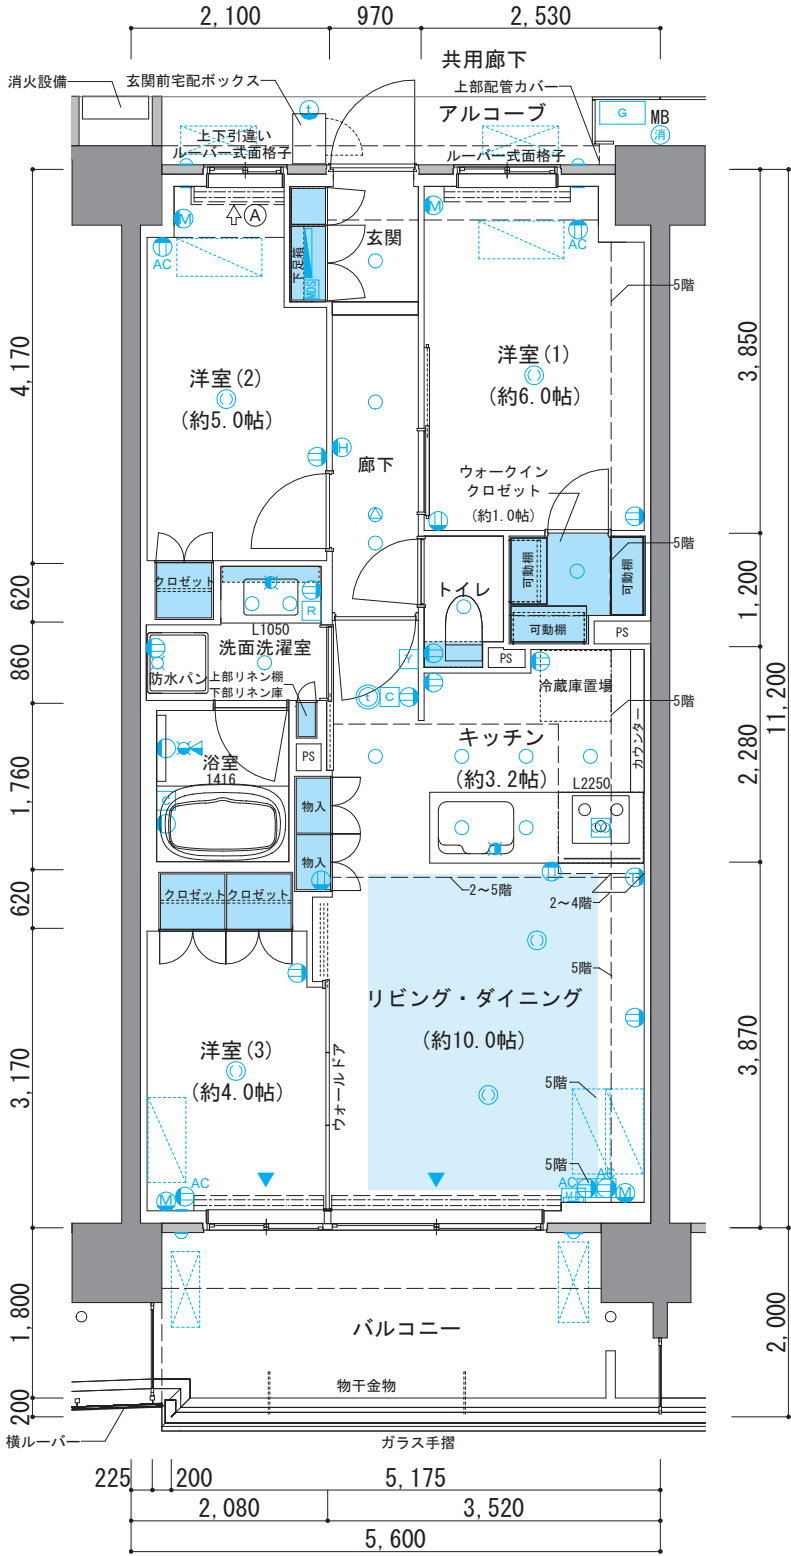 2,100
970
2,530
共用廊下
消火設備
玄関前宅配ボックス
上部配管カバー
t
アルコーブ
G
MB
消
上下引違い
ルーバー式面格子
ルーバー式面格子
M
A
M
玄関
AC
AC
下足箱
MDS
5階
4,170
3,850
洋室(2)
(約5.0帖)
洋室(1)
(約6.0帖)
H
廊下
ウォークイン
クロゼット
(約1.0帖)
5階
クロゼット
可動棚
可動棚
620
1,200
トイレ
R
L1050
可動棚
PS
洗面洗濯室
860
Y
PS
防水パン
上部リネン棚
下部リネン庫
t
C
冷蔵庫置場
5階
11,200
キッチン
(約3.2帖)
カウンター
2,280
浴室
1416
PS
1,760
C
物入
L2250
Y
物入
620
クロゼット
クロゼット
2～5階
T
2～4階
5階
リビング・ダイニング
(約10.0帖)
洋室(3)
(約4.0帖)
ウォールドア
3,170
3,870
5階
5階
AC
AC
AC
M
MD
M
1,800
バルコニー
2,000
物干金物
200
横ルーバー
ガラス手摺
225
200
5,175
2,080
3,520
5,600